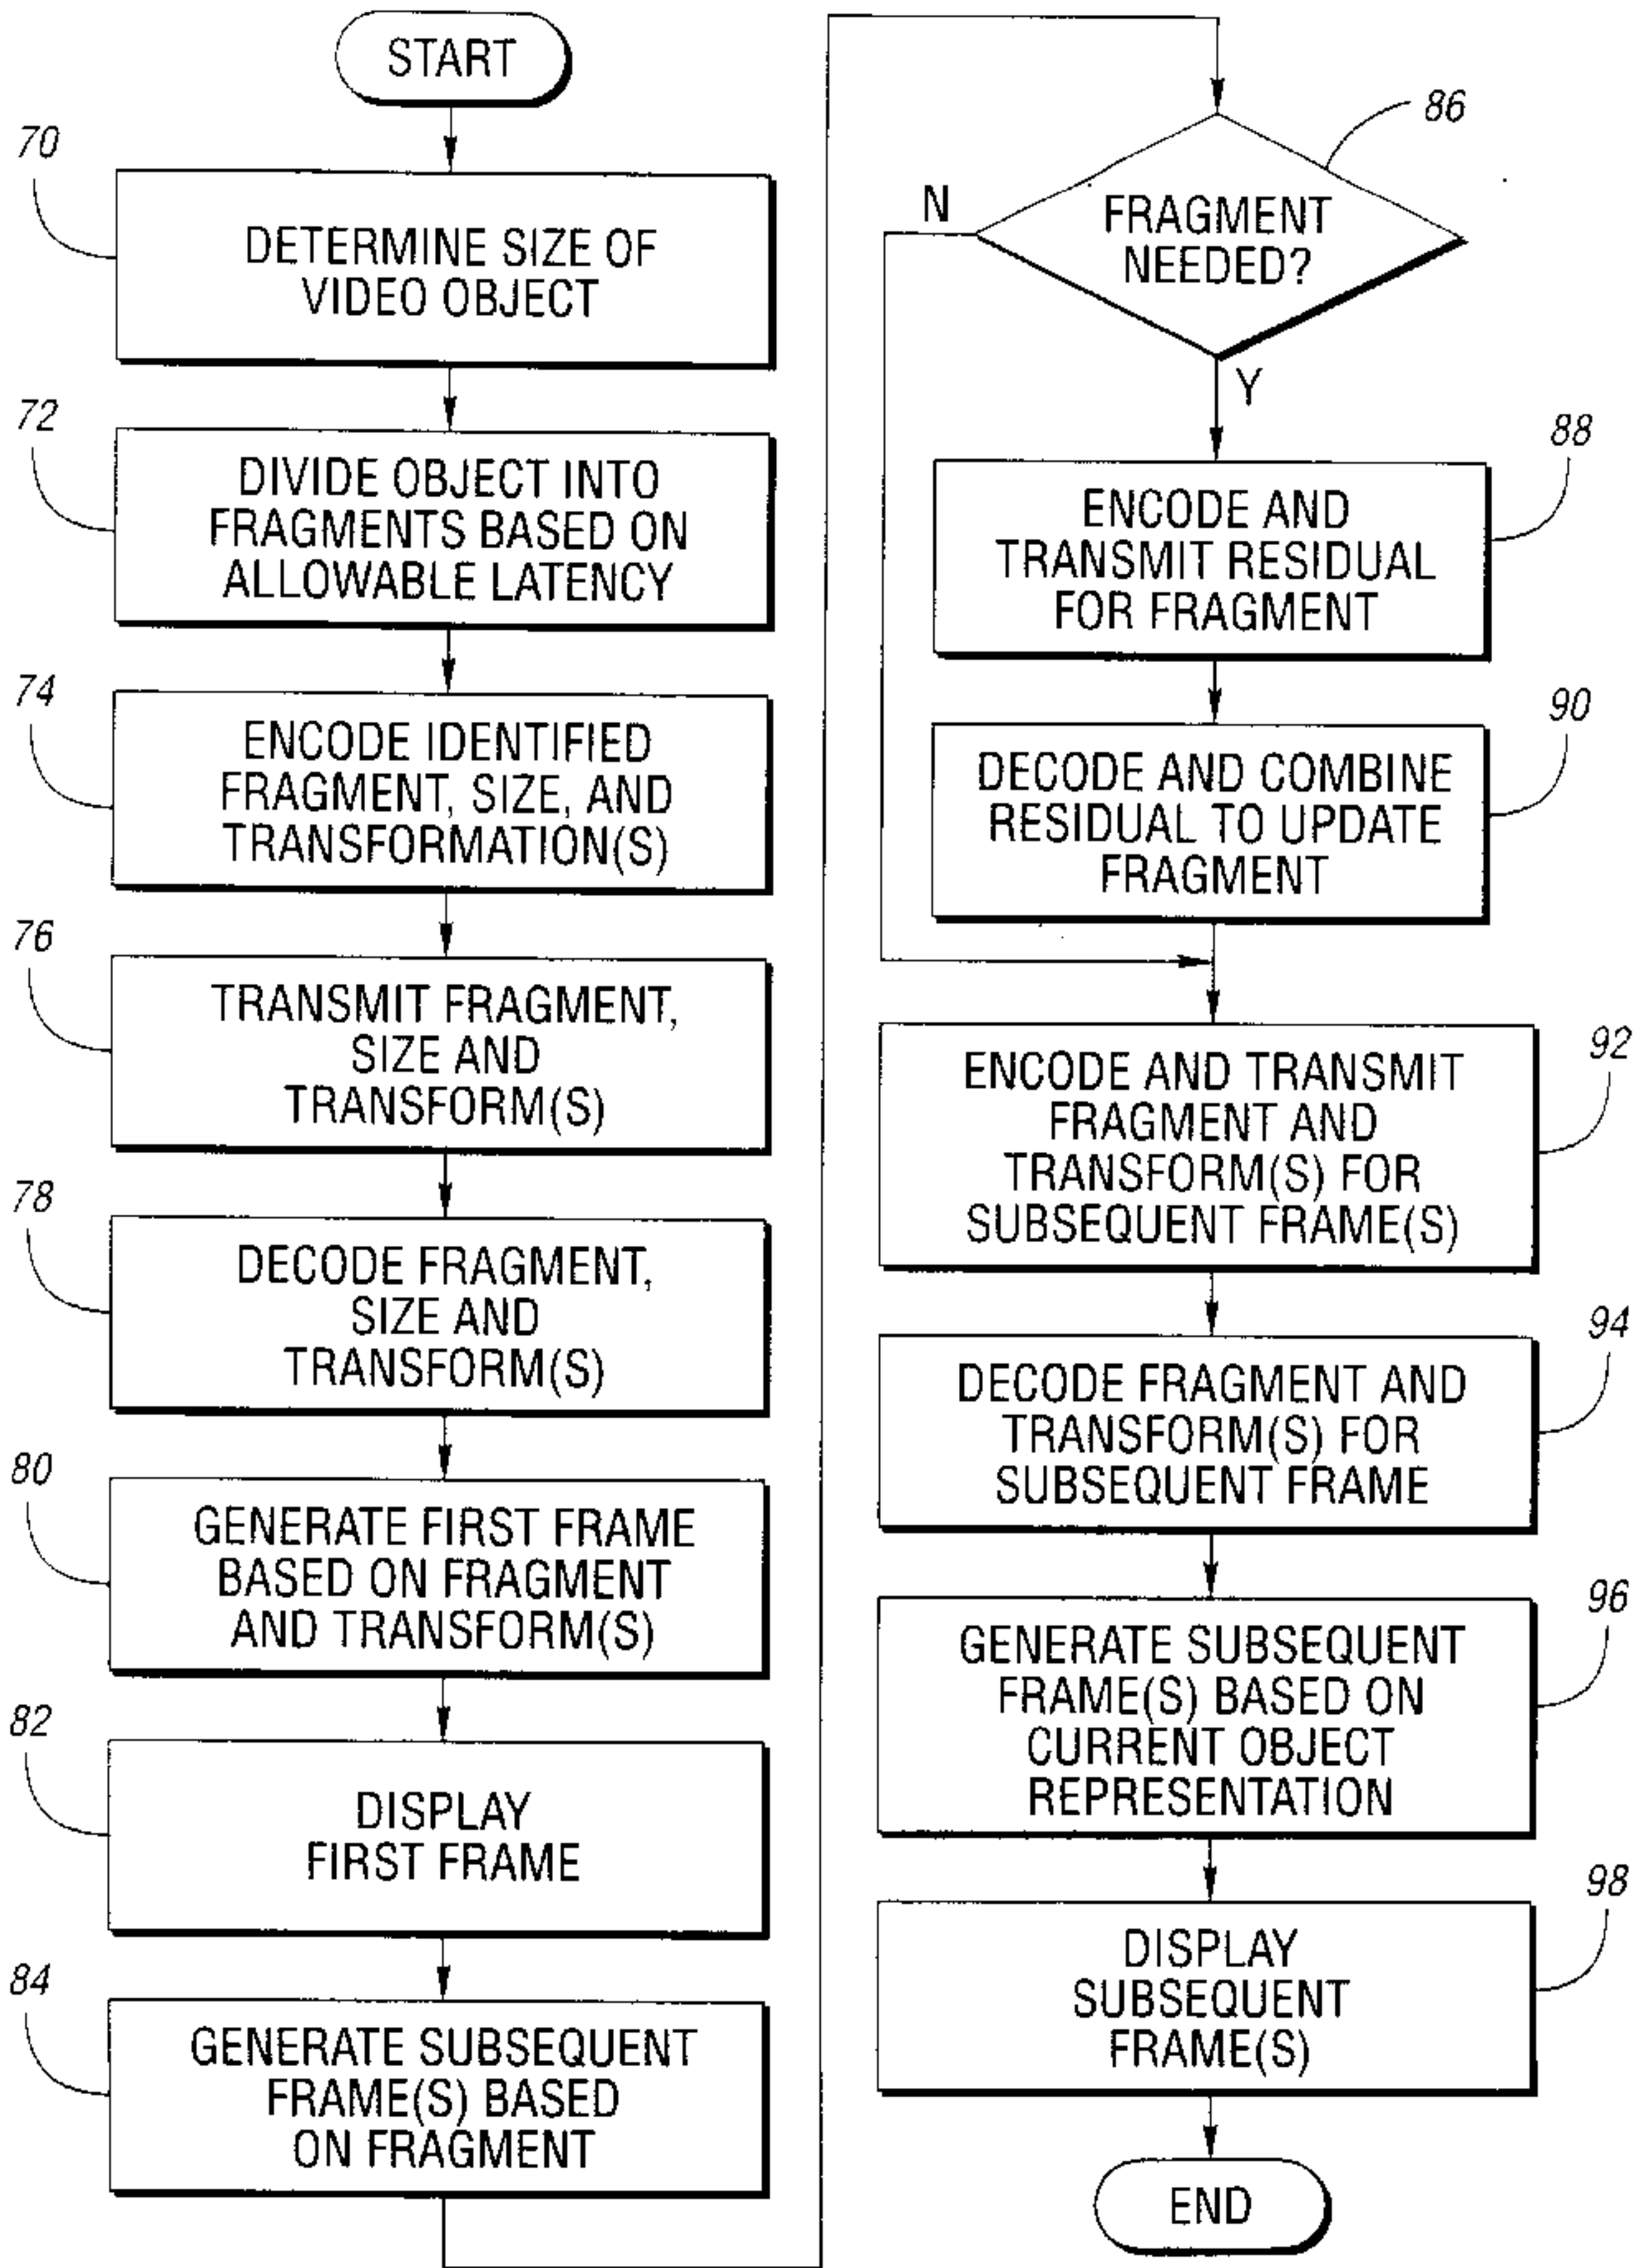 START
70
DETERMINE SIZE OF
VIDEO OBJECT
72
DIVIDE OBJECT INTO
FRAGMENTS BASED ON
ALLOWABLE LATENCY
74
ENCODE IDENTIFIED
FRAGMENT, SIZE, AND
TRANSFORMATION(S)
76
TRANSMIT FRAGMENT,
SIZE AND
TRANSFORM(S)
78
DECODE FRAGMENT,
SIZE AND
TRANSFORM(S)
80
GENERATE FIRST FRAME
BASED ON FRAGMENT
AND TRANSFORM(S)
82
DISPLAY
FIRST FRAME
84
GENERATE SUBSEQUENT
FRAME(S) BASED
ON FRAGMENT
86
N
FRAGMENT
NEEDED?
Y
88
ENCODE AND
TRANSMIT RESIDUAL
FOR FRAGMENT
90
DECODE AND COMBINE
RESIDUAL TO UPDATE
FRAGMENT
92
ENCODE AND TRANSMIT
FRAGMENT AND
TRANSFORM(S) FOR
SUBSEQUENT FRAME(S)
94
DECODE FRAGMENT AND
TRANSFORM(S) FOR
SUBSEQUENT FRAME
96
GENERATE SUBSEQUENT
FRAME(S) BASED ON
CURRENT OBJECT
REPRESENTATION
98
DISPLAY
SUBSEQUENT
FRAME(S)
END